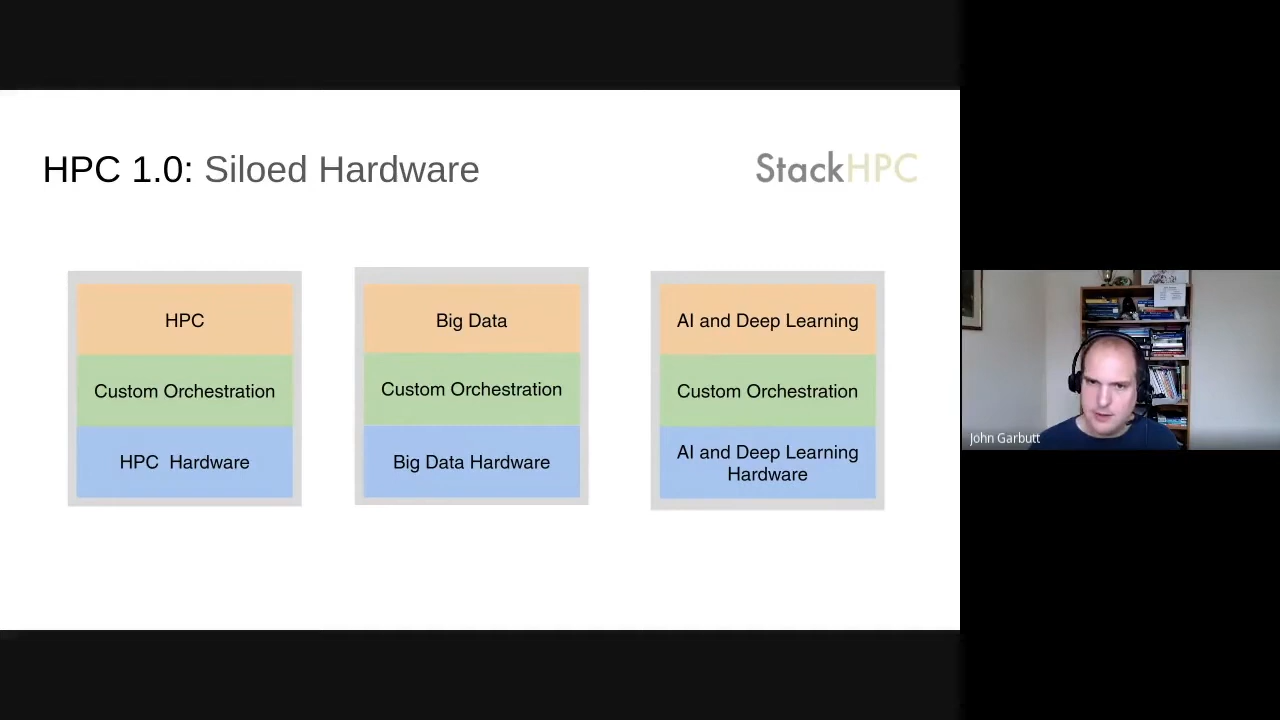 HPC 1.0: Siloed Hardware
StackHPC
HPC
Custom Orchestration
HPC  Hardware
Big Data
Custom Orchestration
Big Data Hardware
AI and Deep Learning
Custom Orchestration
AI and Deep Learning
Hardware
John Garbutt